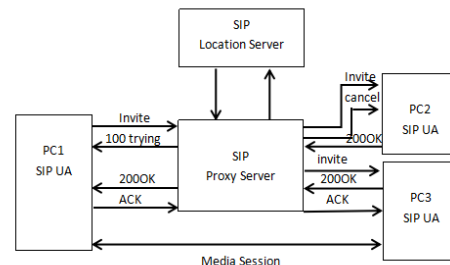 SIP
Location Server
Invite
cancel
PC2
SIP UA
200OK
Invite
100 trying
PC1
SIP UA
SIP
Proxy Server
invite
200OK
200OK
ACK
ACK
PC3
SIP UA
Media Session